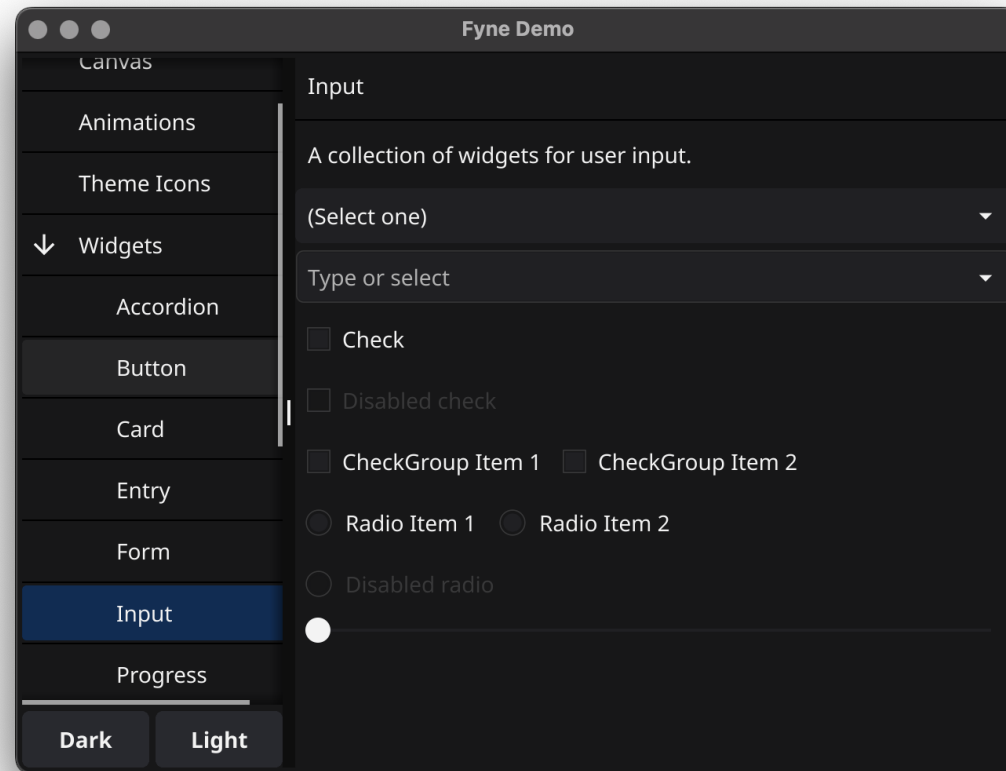 Fyne Demo
Canvas
Animations
Theme Icons
Widgets
Accordion
Button
Card
Entry
Form
Input
Progress
Dark
Light
Input
A collection of widgets for user input.
(Select one)
Type or select
Check
Disabled check
CheckGroup Item 1 CheckGroup Item 2
Radio Item 1 Radio Item 2
Disabled radio